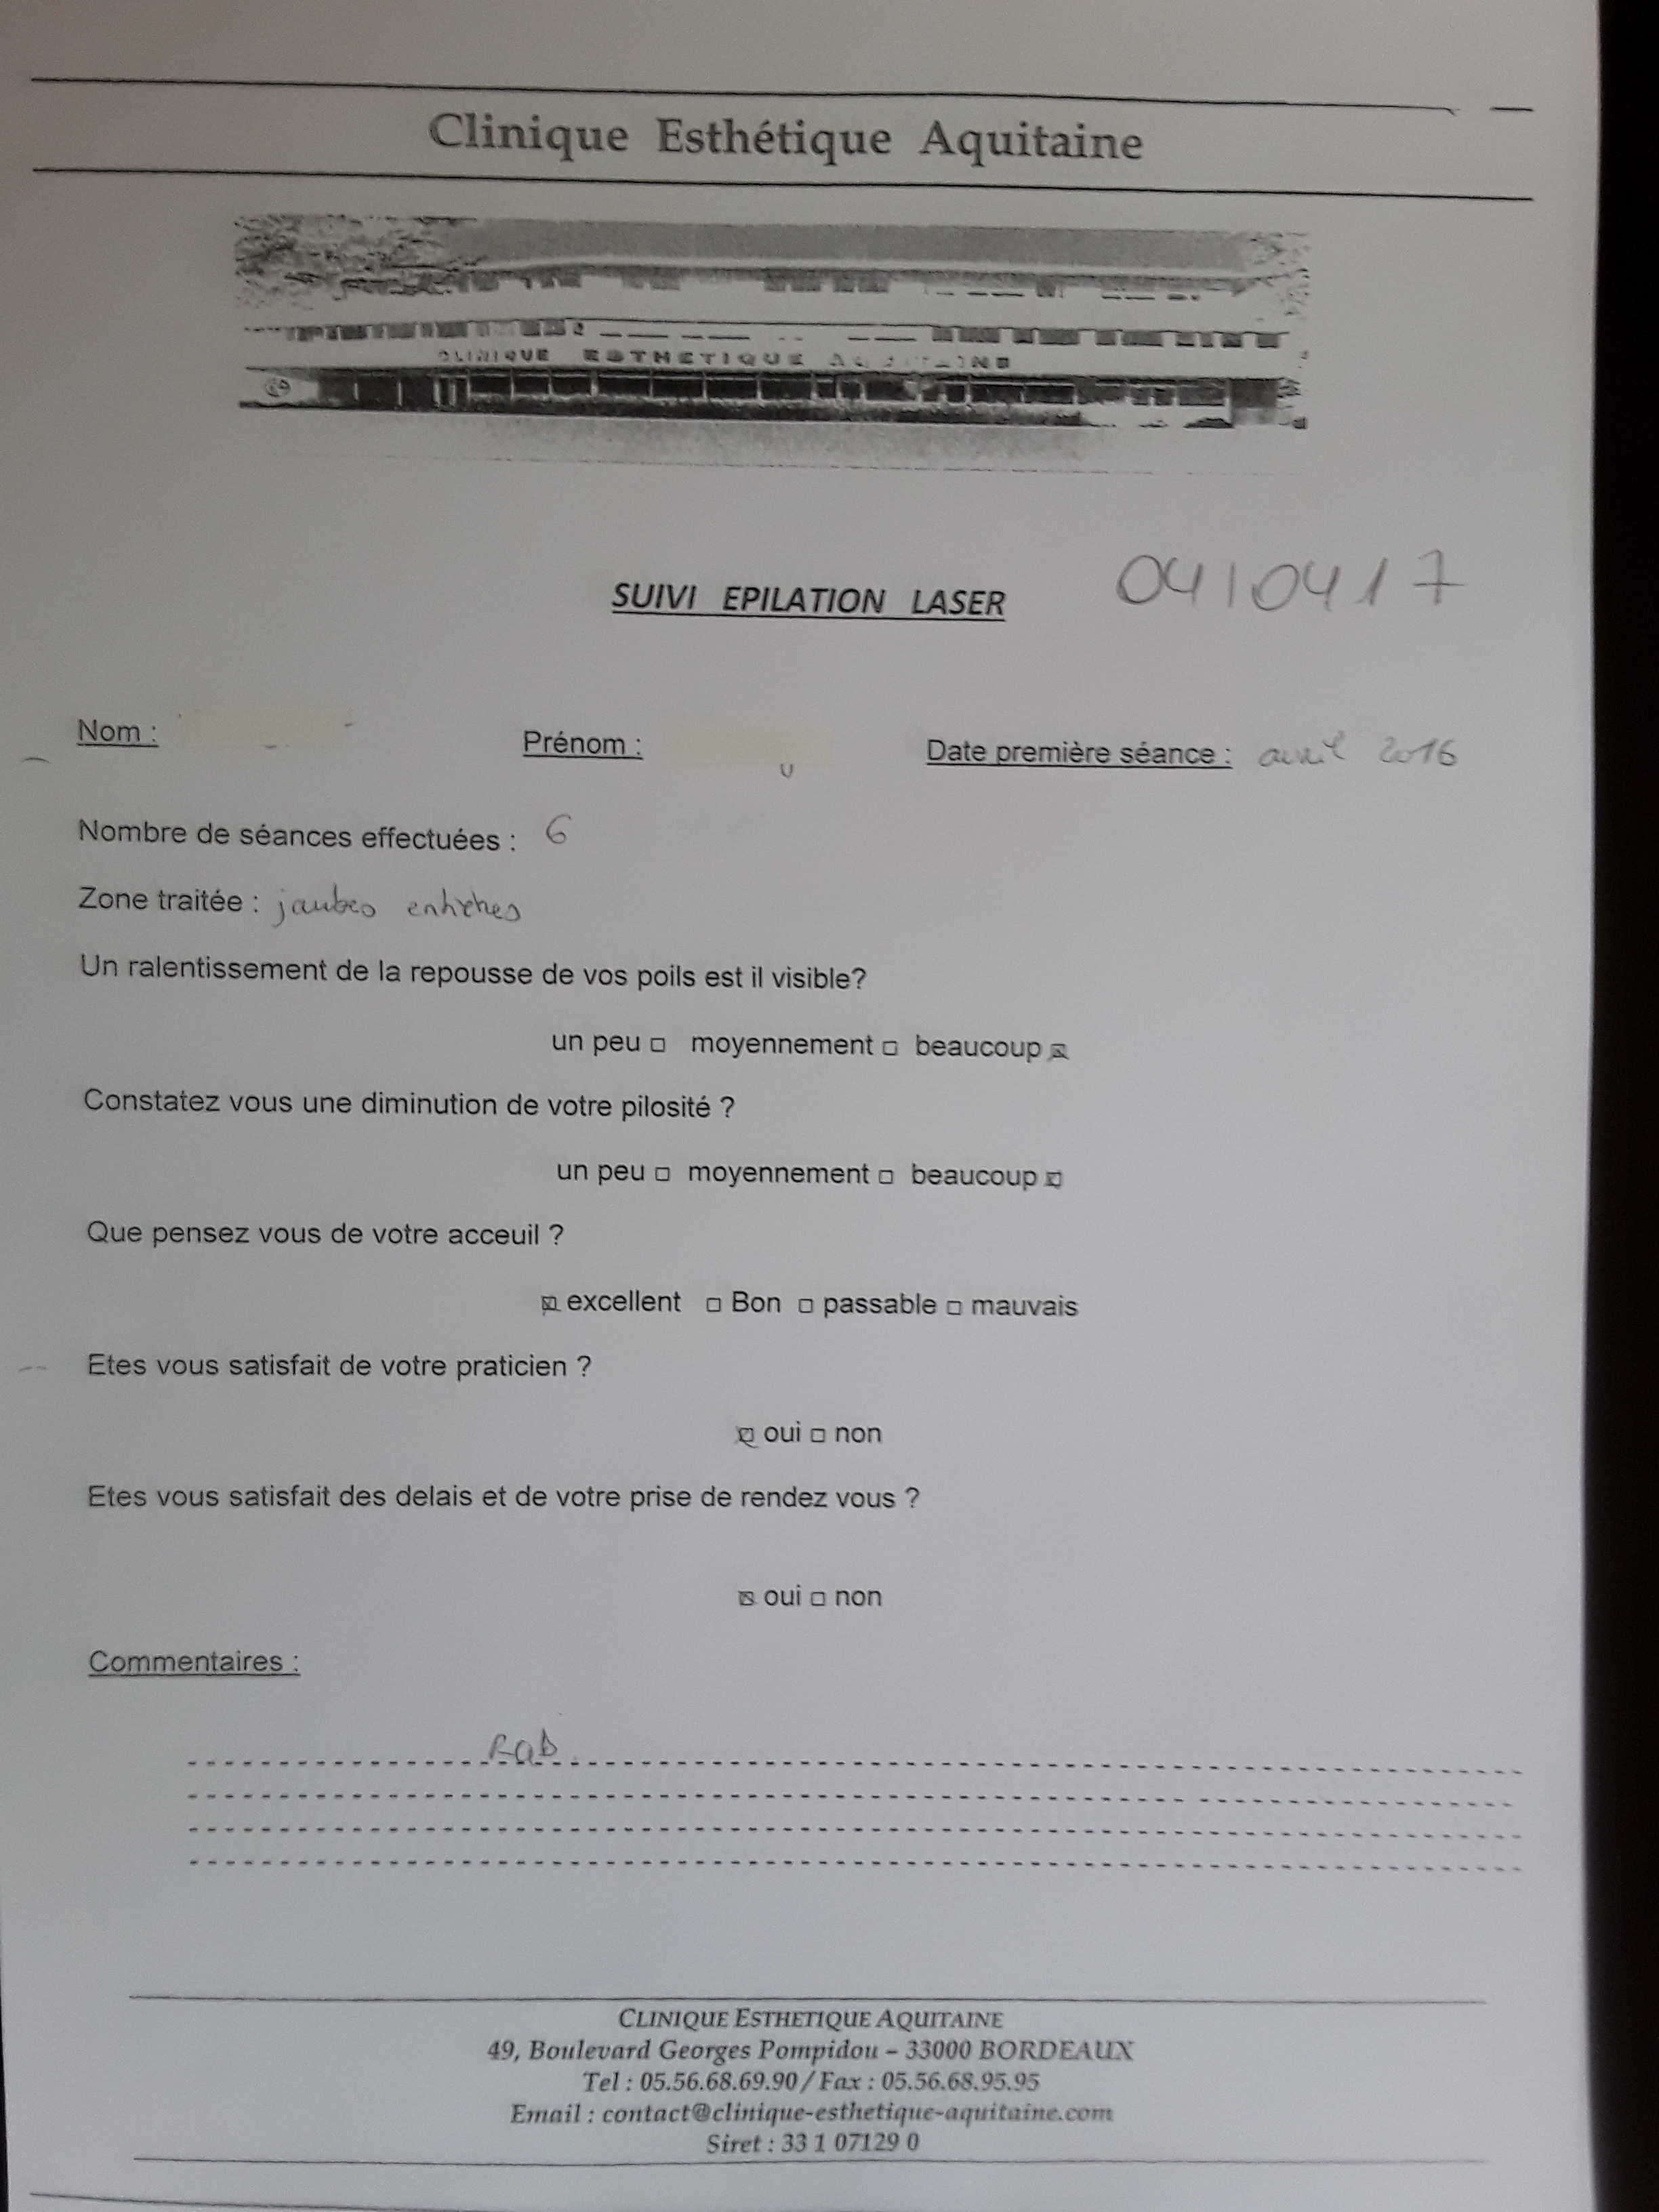 Clinique Esthétique Aquitaine
CLINIQUE ESTHETIQUE AQUITAINE
SUIVI EPILATION LASER 04/04/17
Nom : Prénom : Date première séance : avril 2016
Nombre de séances effectuées : 6
Zone traitée : jambes entières
Un ralentissement de la repousse de vos poils est il visible?
un peu □ moyennement □ beaucoup ☒
Constatez vous une diminution de votre pilosité ?
un peu □ moyennement □ beaucoup ☒
Que pensez vous de votre acceuil ?
☒ excellent □ Bon □ passable □ mauvais
Etes vous satisfait de votre praticien ?
☒ oui □ non
Etes vous satisfait des delais et de votre prise de rendez vous ?
☒ oui □ non
Commentaires :
RAS
CLINIQUE ESTHETIQUE AQUITAINE
49, Boulevard Georges Pompidou – 33000 BORDEAUX
Tel : 05.56.68.69.90 / Fax : 05.56.68.95.95
Email : contact@clinique-esthetique-aquitaine.com
Siret : 33 1 07129 0